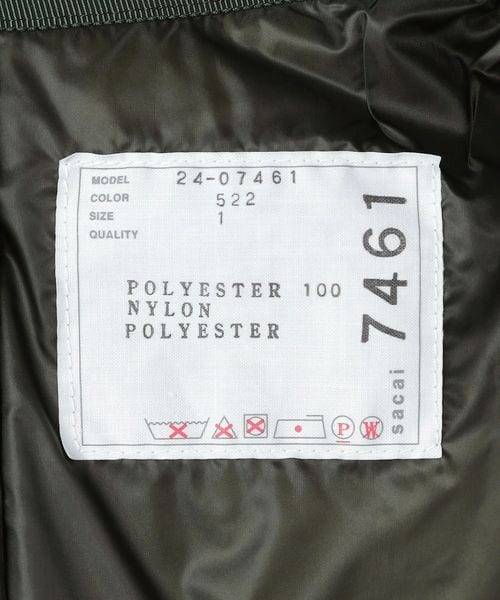 MODEL 24-07461
COLOR 522
SIZE 1
QUALITY
POLYESTER 100
NYLON
POLYESTER
7461
sacai
P
W